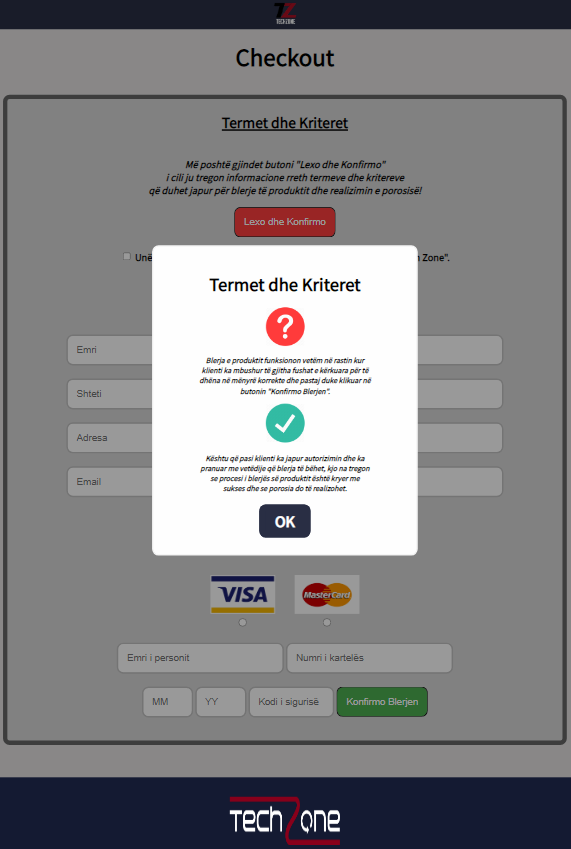 TECHZONE
Checkout
Termet dhe Kriteret
Më poshtë gjindet butoni "Lexo dhe Konfirmo"
i cili ju tregon informacione rreth termeve dhe kritereve
që duhet japur për blerje të produktit dhe realizimin e porosisë!
Lexo dhe Konfirmo
Unë
Zone".
Termet dhe Kriteret
?
Blerja e produktit funksionon vetëm në rastin kur
klienti ka mbushur të gjitha fushat e kërkuara për të
dhëna në mënyrë korrekte dhe pastaj duke klikuar në
butonin "Konfirmo Blerjen".
Kështu që pasi klienti ka japur autorizimin dhe ka
pranuar me vetëdije që blerja të bëhet, kjo na tregon
se procesi i blerjës së produktit është kryer me
sukses dhe se porosia do të realizohet.
OK
Emri
Shteti
Adresa
Email
VISA MasterCard
Emri i personit Numri i kartelës
MM YY Kodi i sigurisë Konfirmo Blerjen
TechZone